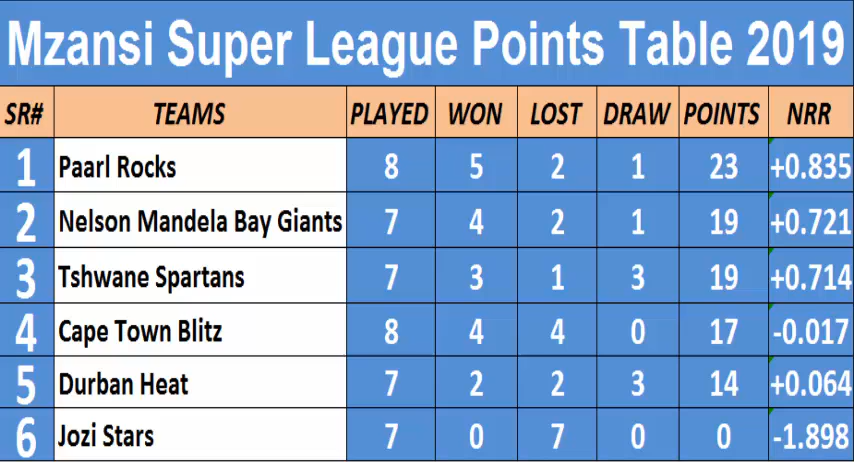 Mzansi Super League Points Table 2019
SR# TEAMS PLAYED WON LOST DRAW POINTS NRR
1 Paarl Rocks 8 5 2 1 23 +0.835
2 Nelson Mandela Bay Giants 7 4 2 1 19 +0.721
3 Tshwane Spartans 7 3 1 3 19 +0.714
4 Cape Town Blitz 8 4 4 0 17 -0.017
5 Durban Heat 7 2 2 3 14 +0.064
6 Jozi Stars 7 0 7 0 0 -1.898